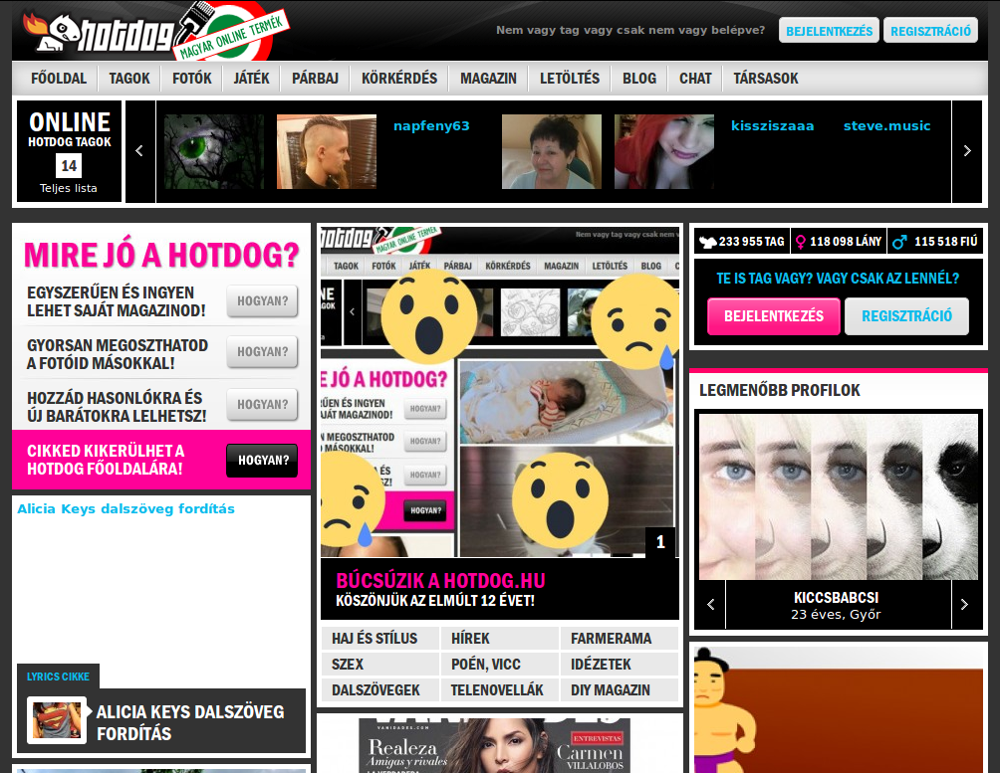 hotdog
MAGYAR ONLINE TERMÉK
Nem vagy tag vagy csak nem vagy belépve?
BEJELENTKEZÉS
REGISZTRÁCIÓ
FŐOLDAL
TAGOK
FOTÓK
JÁTÉK
PÁRBAJ
KÖRKÉRDÉS
MAGAZIN
LETÖLTÉS
BLOG
CHAT
TÁRSASOK
ONLINE
HOTDOG TAGOK
14
Teljes lista
napfeny63
kissziszaaa
steve.music
MIRE JÓ A HOTDOG?
EGYSZERŰEN ÉS INGYEN
LEHET SAJÁT MAGAZINOD!
HOGYAN?
GYORSAN MEGOSZTHATOD
A FOTÓID MÁSOKKAL!
HOGYAN?
HOZZÁD HASONLÓKRA ÉS
ÚJ BARÁTOKRA LELHETSZ!
HOGYAN?
CIKKED KIKERÜLHET A
HOTDOG FŐOLDALÁRA!
HOGYAN?
Alicia Keys dalszöveg fordítás
LYRICS CIKKE
ALICIA KEYS DALSZÖVEG
FORDÍTÁS
hotdog
MAGYAR ONLINE TERMÉK
Nem vagy tag vagy csak nem v
TAGOK
FOTÓK
JÁTÉK
PÁRBAJ
KÖRKÉRDÉS
MAGAZIN
LETÖLTÉS
BLOG
NE
TAGOK
E JÓ A HOTDOG?
RŰEN ÉS INGYEN
JÁT MAGAZINOD!
HOGYAN?
MEGOSZTHATOD
MÁSOKKAL!
HOGYAN?
HOGYAN?
HOGYAN?
1
BÚCSÚZIK A HOTDOG.HU
KÖSZÖNJÜK AZ ELMÚLT 12 ÉVET!
HAJ ÉS STÍLUS
HÍREK
FARMERAMA
SZEX
POÉN, VICC
IDÉZETEK
DALSZÖVEGEK
TELENOVELLÁK
DIY MAGAZIN
VANIDADES.COM
Realeza
Amigas y rivales
LA VERDADERA
ENTREVISTAS
Carmen
VILLALOBOS
233 955 TAG
118 098 LÁNY
115 518 FIÚ
TE IS TAG VAGY? VAGY CSAK AZ LENNÉL?
BEJELENTKEZÉS
REGISZTRÁCIÓ
LEGMENŐBB PROFILOK
KICCSBABCSI
23 éves, Győr